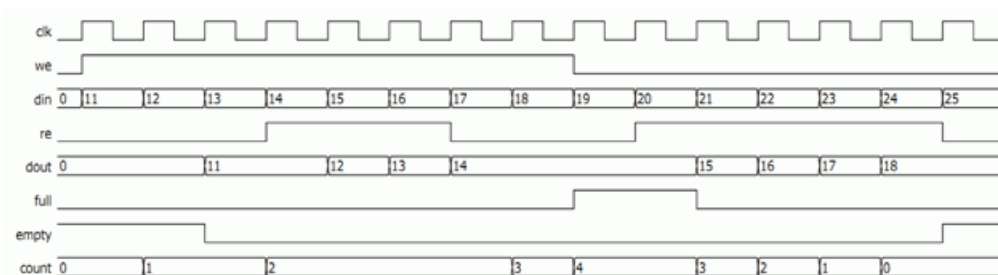 clk
we
din 0 11 12 13 14 15 16 17 18 19 20 21 22 23 24 25
re
dout 0 11 12 13 14 15 16 17 18
full
empty
count 0 1 2 3 4 3 2 1 0